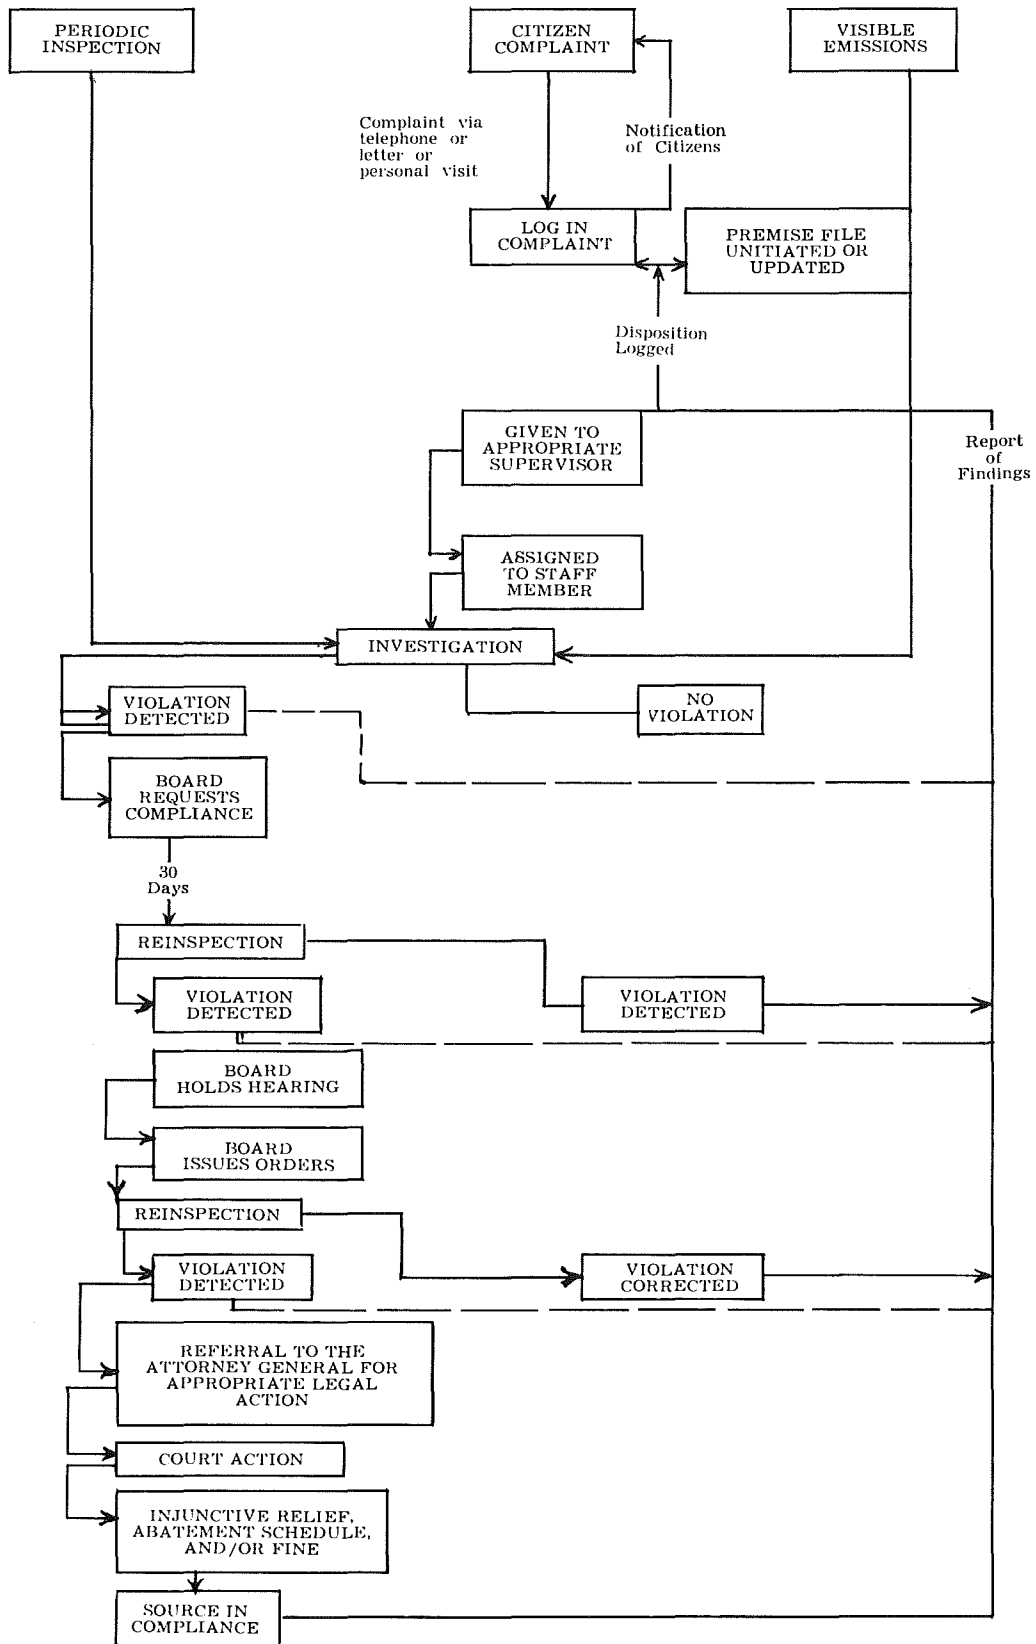 PERIODIC
INSPECTION
CITIZEN
COMPLAINT
VISIBLE
EMISSIONS
Complaint via
telephone or
letter or
personal visit
Notification
of Citizens
LOG IN
COMPLAINT
PREMISE FILE
UNITIATED OR
UPDATED
Disposition
Logged
GIVEN TO
APPROPRIATE
SUPERVISOR
Report
of
Findings
ASSIGNED
TO STAFF
MEMBER
INVESTIGATION
VIOLATION
DETECTED
NO
VIOLATION
BOARD
REQUESTS
COMPLIANCE
30
Days
REINSPECTION
VIOLATION
DETECTED
VIOLATION
DETECTED
BOARD
HOLDS HEARING
BOARD
ISSUES ORDERS
REINSPECTION
VIOLATION
DETECTED
VIOLATION
CORRECTED
REFERRAL TO THE
ATTORNEY GENERAL FOR
APPROPRIATE LEGAL
ACTION
COURT ACTION
INJUNCTIVE RELIEF,
ABATEMENT SCHEDULE,
AND/OR FINE
SOURCE IN
COMPLIANCE